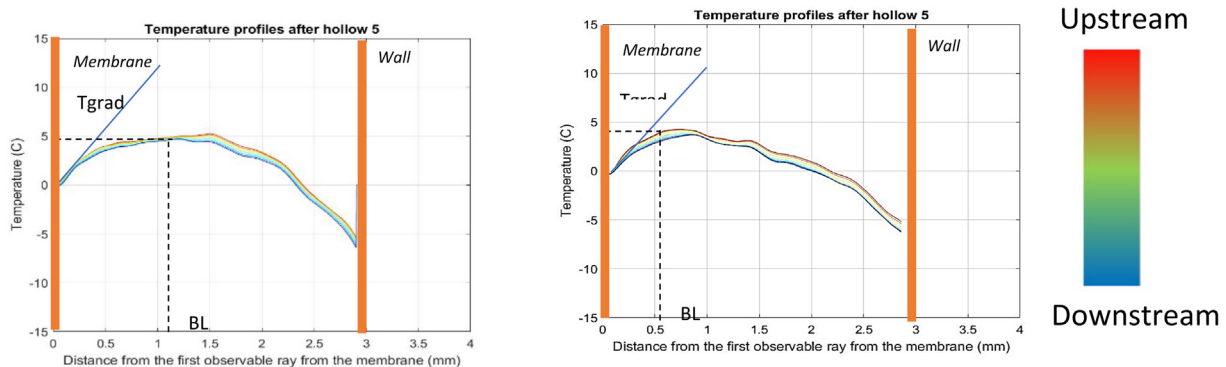 Temperature profiles after hollow 5
15
10
5
0
-5
-10
-15
Temperature (C)
Membrane
Tgrad
Wall
BL
0 0.5 1 1.5 2 2.5 3 3.5 4
Distance from the first observable ray from the membrane (mm)
Temperature profiles after hollow 5
15
10
5
0
-5
-10
-15
Temperature (C)
Membrane
Tgrad
Wall
BL
0 0.5 1 1.5 2 2.5 3 3.5 4
Distance from the first observable ray from the membrane (mm)
Upstream
Downstream